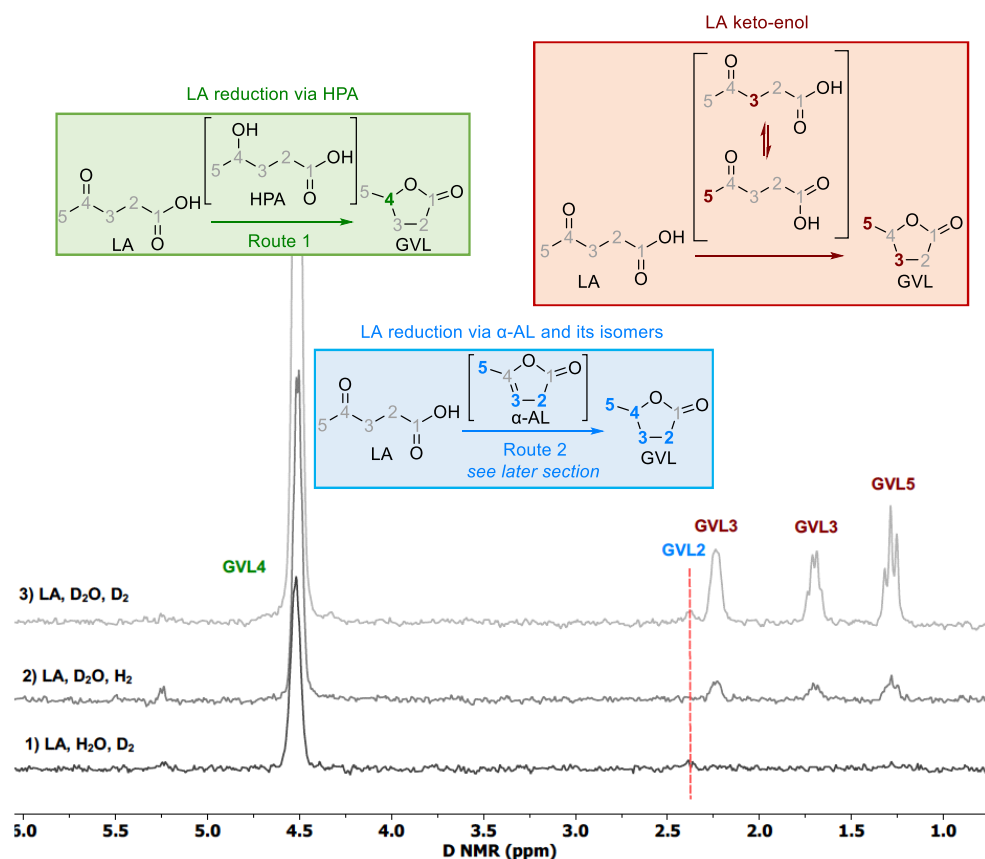 LA keto-enol
O
5
4
3
2
1
OH
O
O
5
4
3
2
1
O
OH
O
5
4
3
2
1
OH
O
LA
5
4
O
1
O
3
2
GVL
LA reduction via HPA
OH
5
4
3
2
1
OH
O
HPA
O
5
4
3
2
1
OH
O
LA
Route 1
5
4
O
1
O
3
2
GVL
LA reduction via α-AL and its isomers
5
4
O
1
O
3
2
α-AL
O
5
4
3
2
1
OH
O
LA
Route 2
see later section
5
4
O
1
O
3
2
GVL
GVL5
GVL3
GVL3
GVL2
GVL4
3) LA, D₂O, D₂
2) LA, D₂O, H₂
1) LA, H₂O, D₂
6.0 5.5 5.0 4.5 4.0 3.5 3.0 2.5 2.0 1.5 1.0
D NMR (ppm)